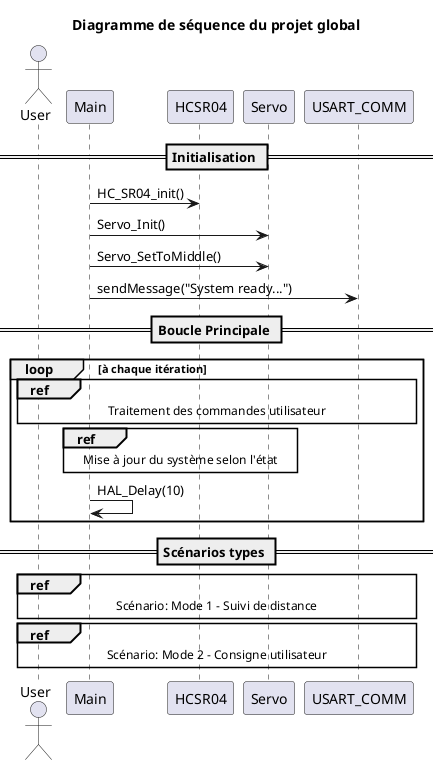 Diagramme de séquence du projet global
User
Main
HCSR04
Servo
USART_COMM
Initialisation
HC_SR04_init()
Servo_Init()
Servo_SetToMiddle()
sendMessage("System ready...")
Boucle Principale
loop [à chaque itération]
ref
Traitement des commandes utilisateur
ref
Mise à jour du système selon l'état
HAL_Delay(10)
Scénarios types
ref
Scénario: Mode 1 - Suivi de distance
ref
Scénario: Mode 2 - Consigne utilisateur
User
Main
HCSR04
Servo
USART_COMM